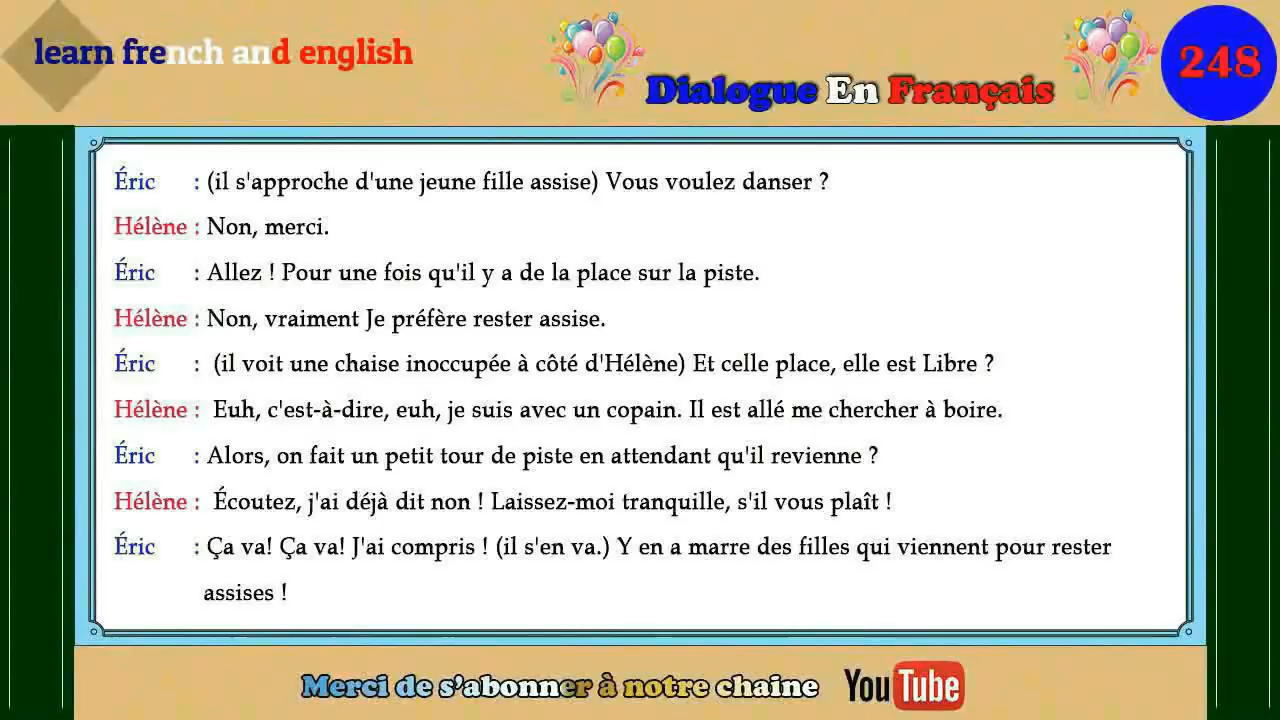 learn french and english
Dialogue En Français
248
Éric : (il s'approche d'une jeune fille assise) Vous voulez danser ?
Hélène : Non, merci.
Éric : Allez ! Pour une fois qu'il y a de la place sur la piste.
Hélène : Non, vraiment Je préfère rester assise.
Éric : (il voit une chaise inoccupée à côté d'Hélène) Et celle place, elle est Libre ?
Hélène : Euh, c'est-à-dire, euh, je suis avec un copain. Il est allé me chercher à boire.
Éric : Alors, on fait un petit tour de piste en attendant qu'il revienne ?
Hélène : Écoutez, j'ai déjà dit non ! Laissez-moi tranquille, s'il vous plaît !
Éric : Ça va! Ça va! J'ai compris ! (il s'en va.) Y en a marre des filles qui viennent pour rester
assises !
Merci de s'abonner à notre chaine YouTube